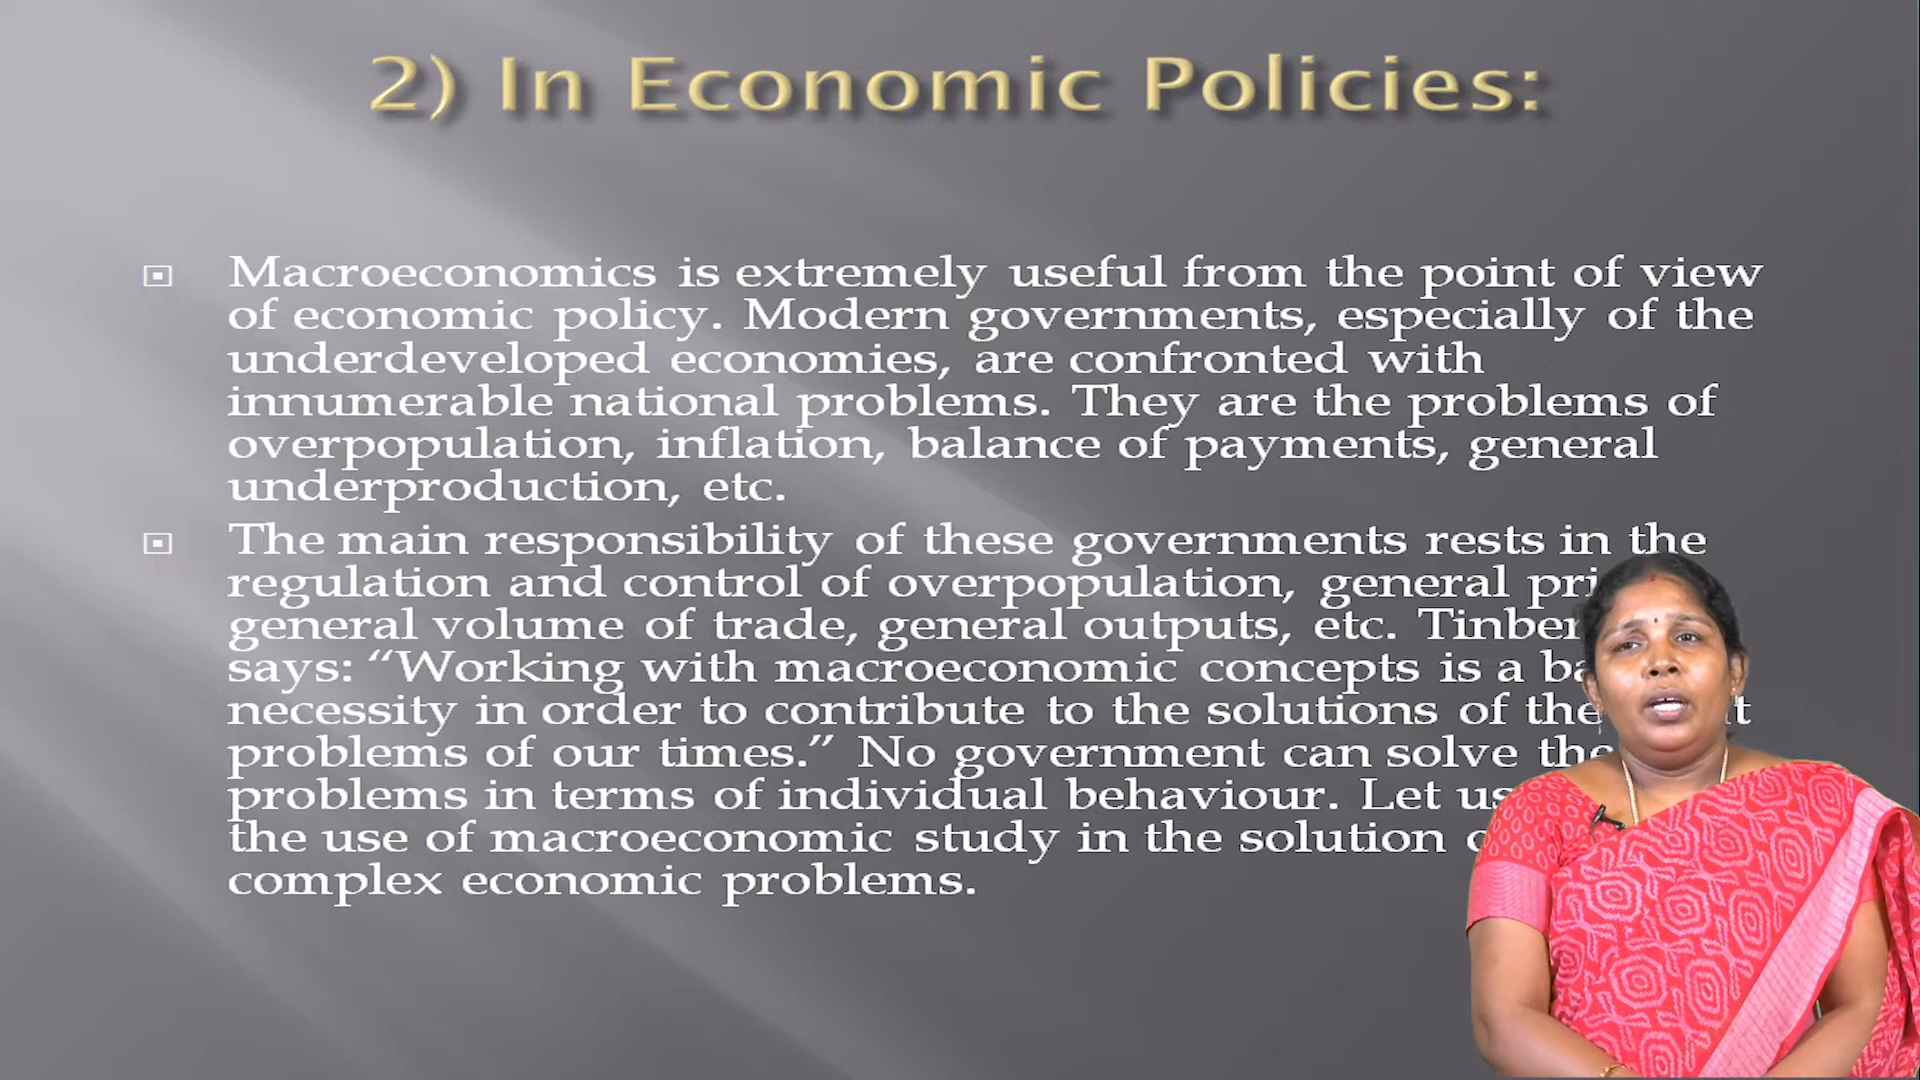 2) In Economic Policies:
Macroeconomics is extremely useful from the point of view
of economic policy. Modern governments, especially of the
underdeveloped economies, are confronted with
innumerable national problems. They are the problems of
overpopulation, inflation, balance of payments, general
underproduction, etc.
The main responsibility of these governments rests in the
regulation and control of overpopulation, general
general volume of trade, general outputs, etc.
says: “Working with macroeconomic concepts is a
necessity in order to contribute to the solutions of the
problems of our times.” No government can solve
problems in terms of individual behaviour. Let us
the use of macroeconomic study in the solution
complex economic problems.